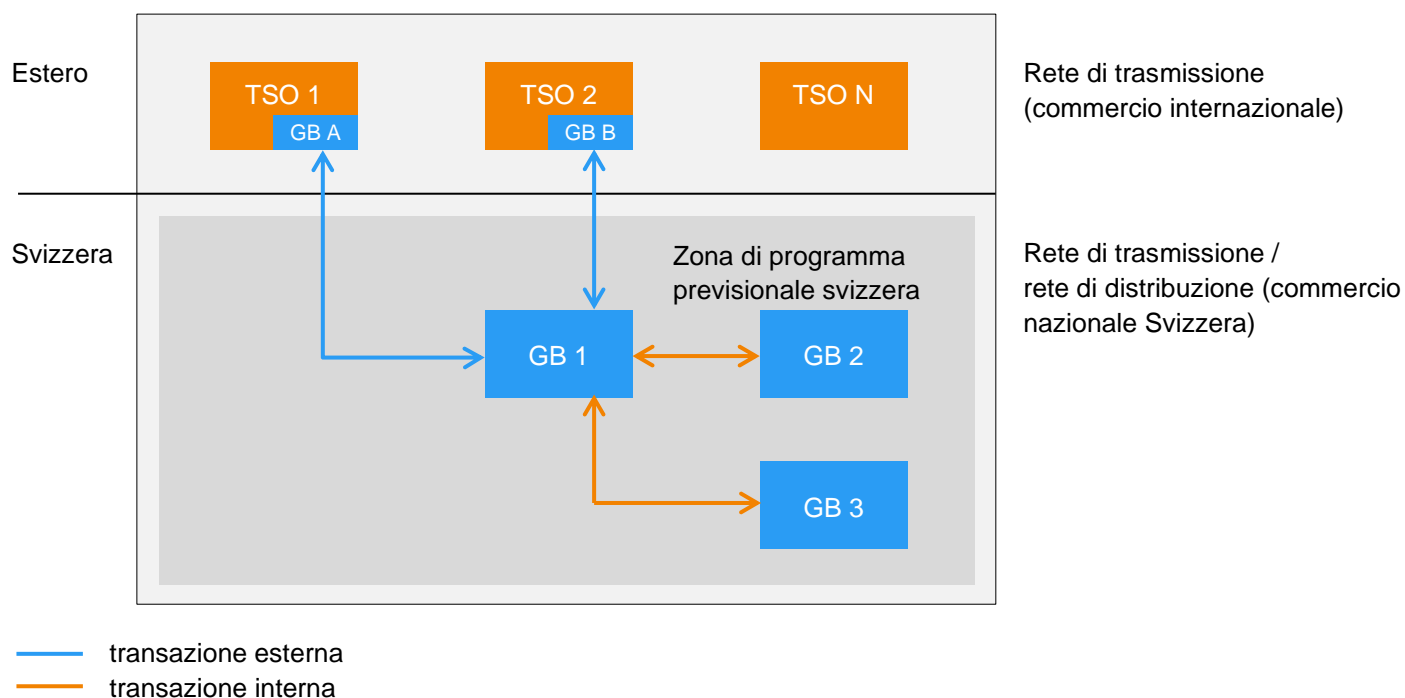 Estero
TSO 1
GB A
TSO 2
GB B
TSO N
Rete di trasmissione
(commercio internazionale)
Svizzera
Zona di programma
previsionale svizzera
Rete di trasmissione /
rete di distribuzione (commercio
nazionale Svizzera)
GB 1
GB 2
GB 3
transazione esterna
transazione interna